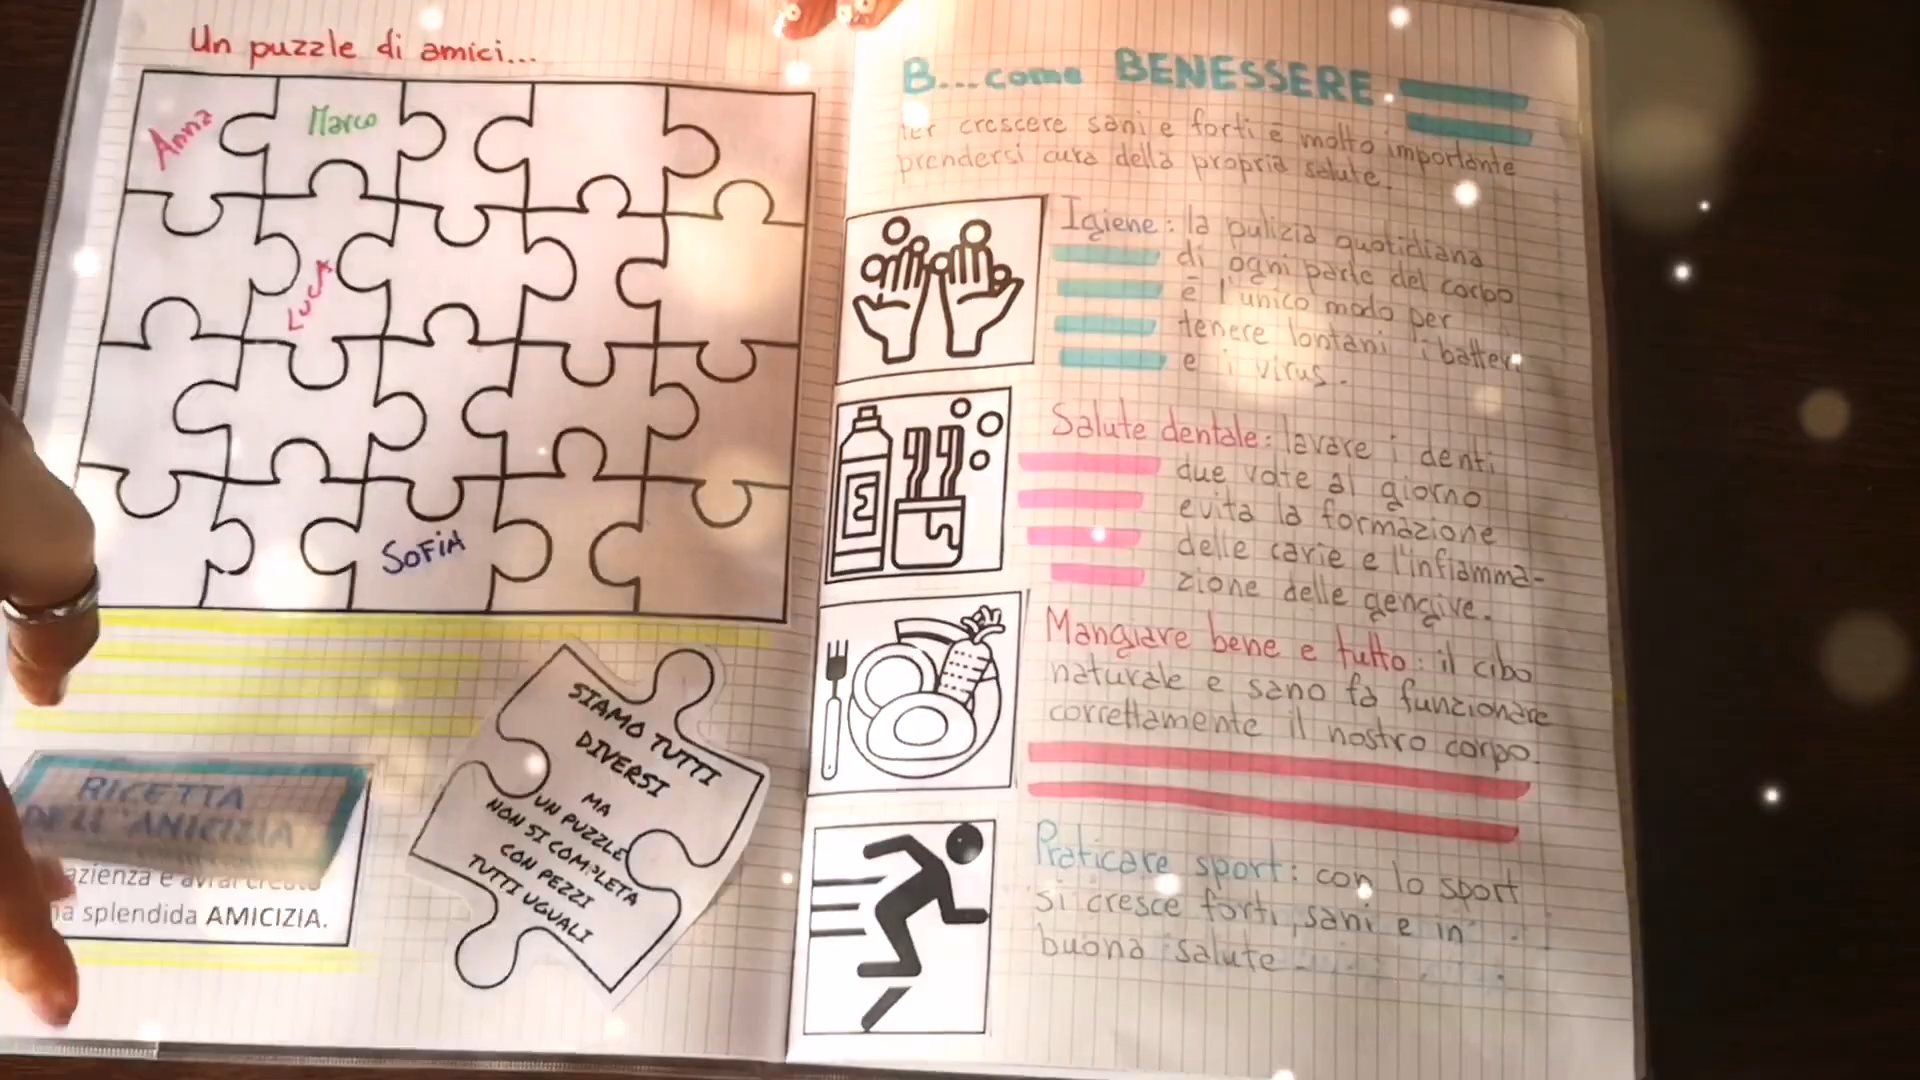 Un puzzle di amici...
Anna
Marco
LUCA
SOFIA
RICETTA
DELL'AMICIZIA
azienza e avrai creato
na splendida AMICIZIA.
SIAMO TUTTI
DIVERSI
MA
UN PUZZLE
NON SI COMPLETA
CON PEZZI
TUTTI UGUALI
B...come BENESSERE.
Per crescere sani e forti è molto importante
prendersi cura della propria salute.
Igiene: la pulizia quotidiana
di ogni parte del corpo
è l'unico modo per
tenere lontani i batteri
e i virus.
Salute dentale: lavare i denti
due volte al giorno
evita la formazione
delle carie e l'infiamma-
zione delle gengive.
Mangiare bene e tutto: il cibo
naturale e sano fa funzionare
correttamente il nostro corpo.
Praticare sport: con lo sport
si cresce forti, sani e in
buona salute.